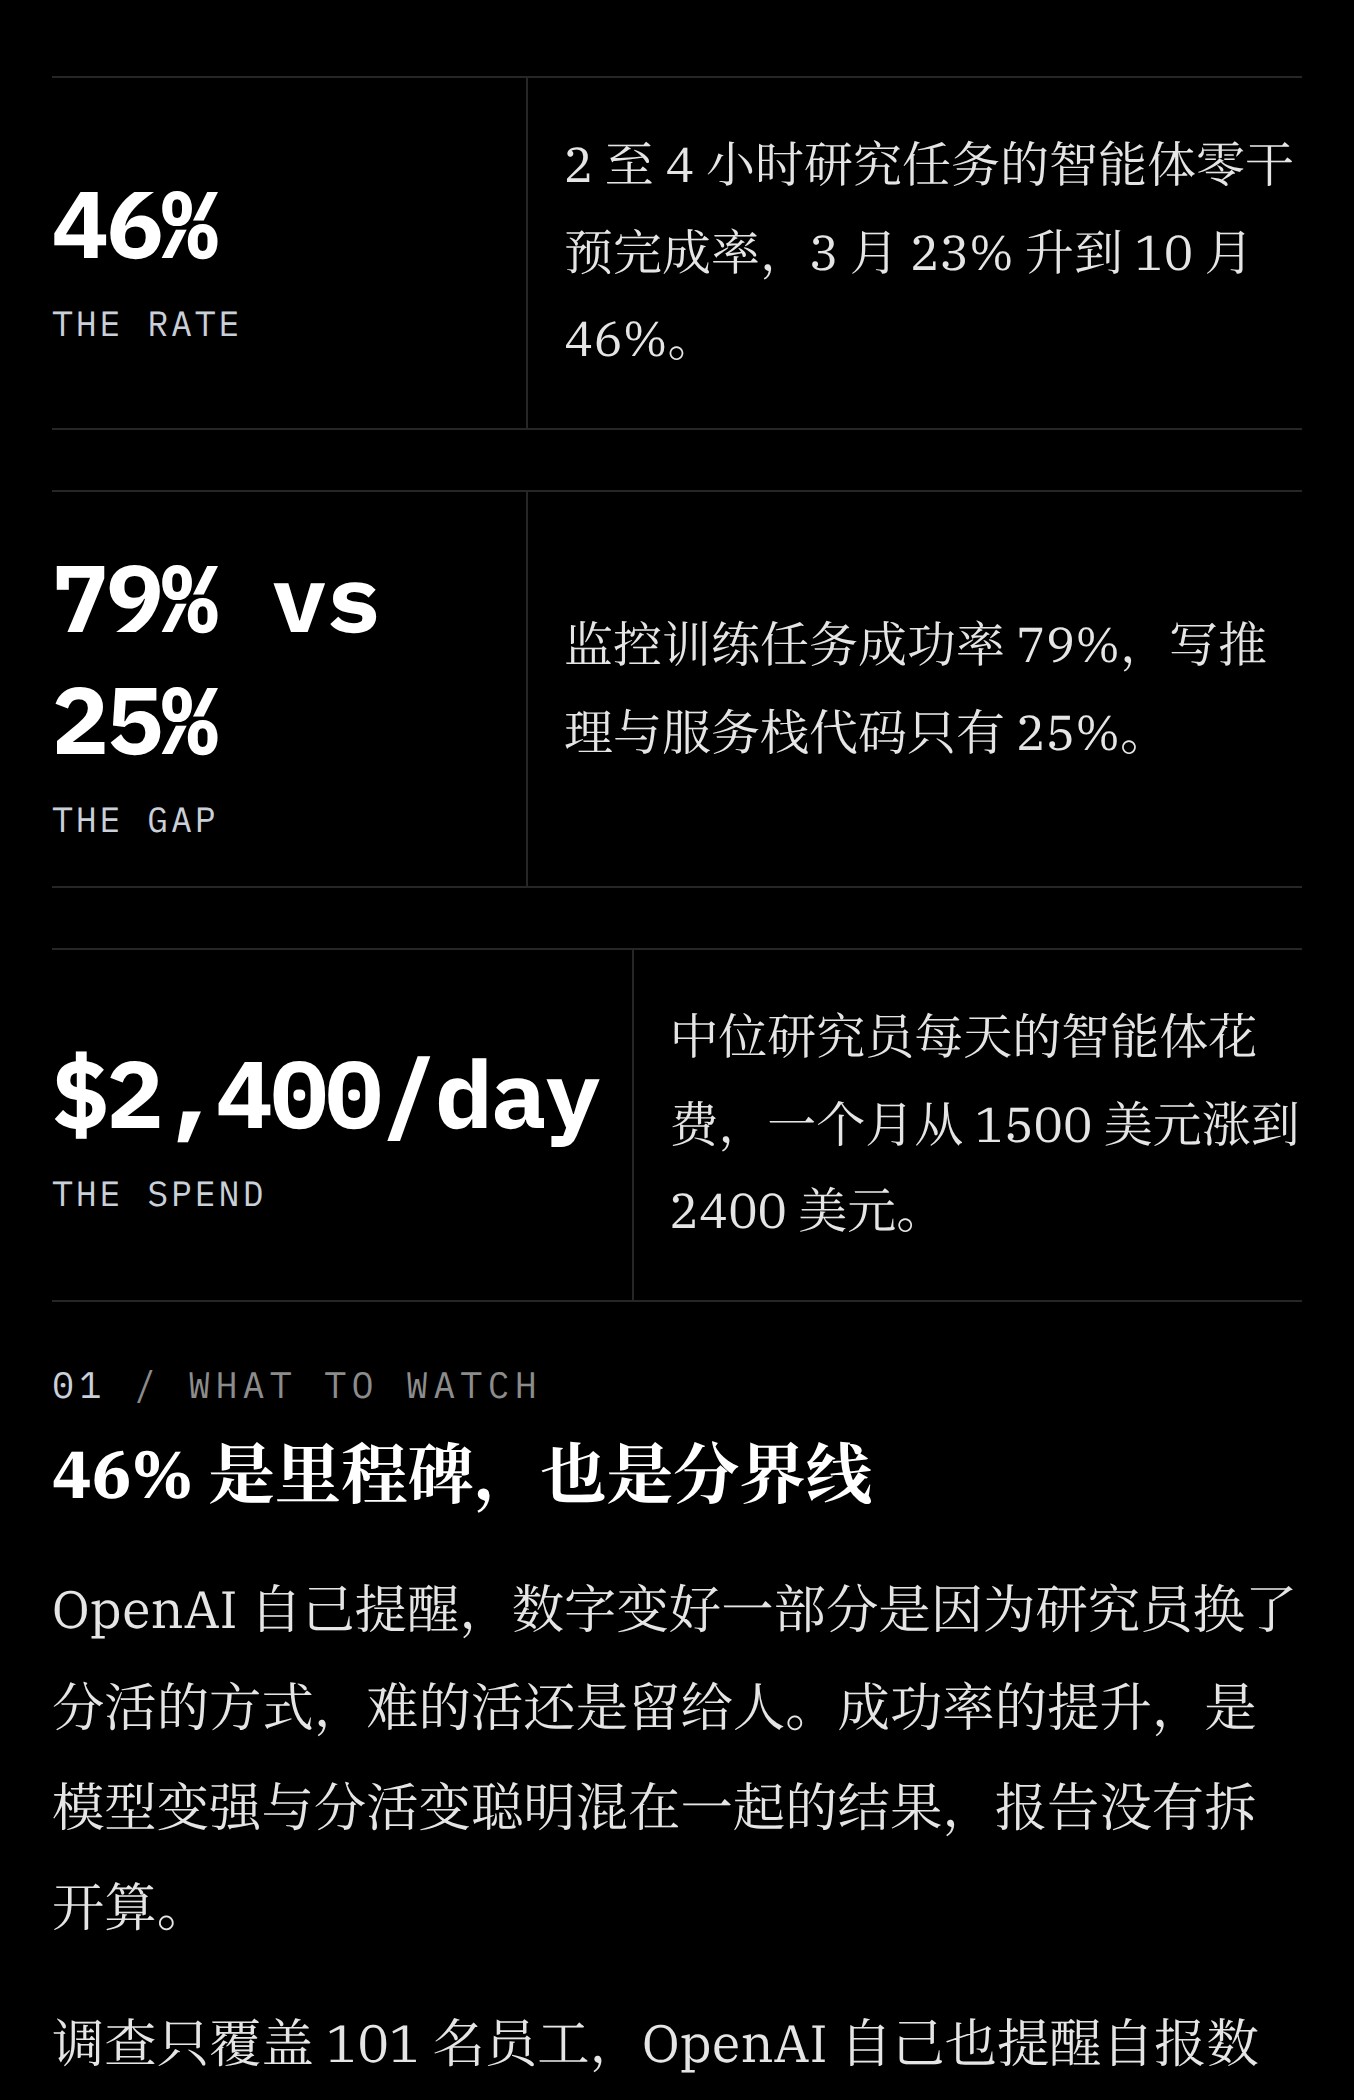 46%
THE RATE
2 至 4 小时研究任务的智能体零干
预完成率，3 月 23% 升到 10 月
46%。
79% vs
25%
THE GAP
监控训练任务成功率 79%，写推
理与服务栈代码只有 25%。
$2,400/day
THE SPEND
中位研究员每天的智能体花
费，一个月从 1500 美元涨到
2400 美元。
01 / WHAT TO WATCH
46% 是里程碑，也是分界线
OpenAI 自己提醒，数字变好一部分是因为研究员换了
分活的方式，难的活还是留给人。成功率的提升，是
模型变强与分活变聪明混在一起的结果，报告没有拆
开算。
调查只覆盖 101 名员工，OpenAI 自己也提醒自报数